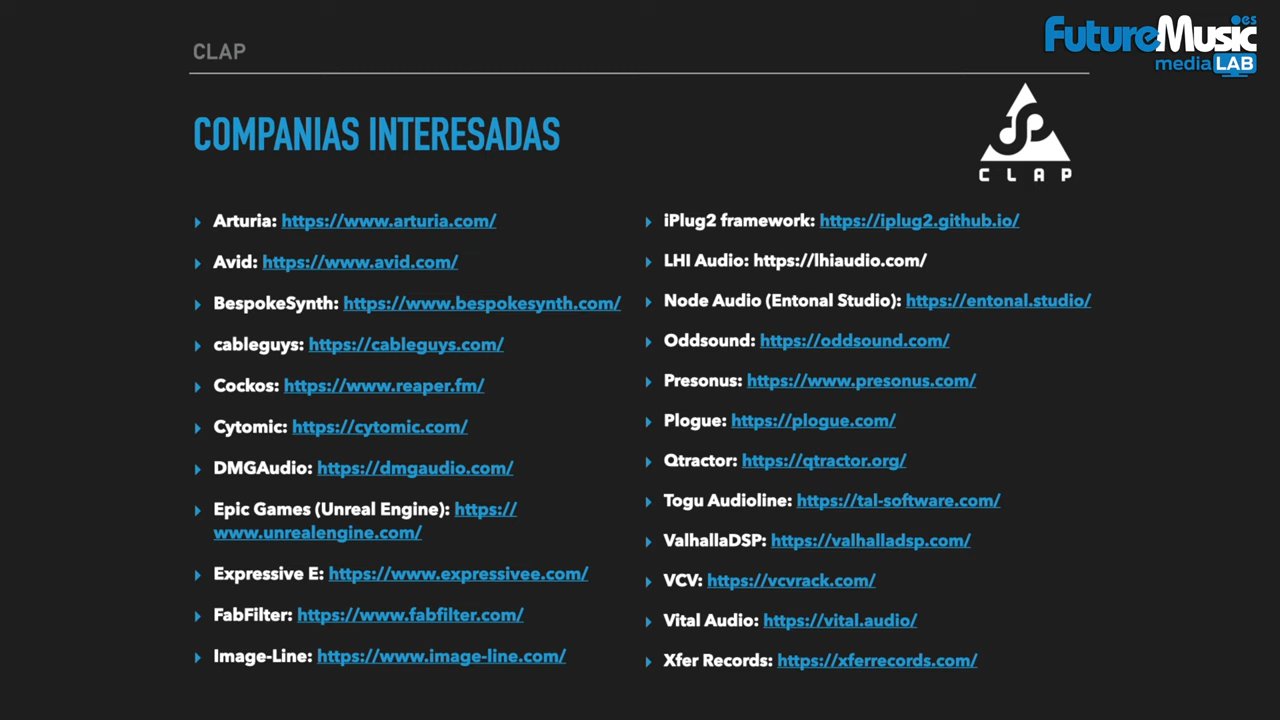 CLAP
FutureMusic.es
mediaLAB
COMPANIAS INTERESADAS
CLAP
Arturia: https://www.arturia.com/
Avid: https://www.avid.com/
BespokeSynth: https://www.bespokesynth.com/
cableguys: https://cableguys.com/
Cockos: https://www.reaper.fm/
Cytomic: https://cytomic.com/
DMGAudio: https://dmgaudio.com/
Epic Games (Unreal Engine): https://
www.unrealengine.com/
Expressive E: https://www.expressivee.com/
FabFilter: https://www.fabfilter.com/
Image-Line: https://www.image-line.com/
iPlug2 framework: https://iplug2.github.io/
LHI Audio: https://lhiaudio.com/
Node Audio (Entonal Studio): https://entonal.studio/
Oddsound: https://oddsound.com/
Presonus: https://www.presonus.com/
Plogue: https://plogue.com/
Qtractor: https://qtractor.org/
Togu Audioline: https://tal-software.com/
ValhallaDSP: https://valhalladsp.com/
VCV: https://vcvrack.com/
Vital Audio: https://vital.audio/
Xfer Records: https://xferrecords.com/